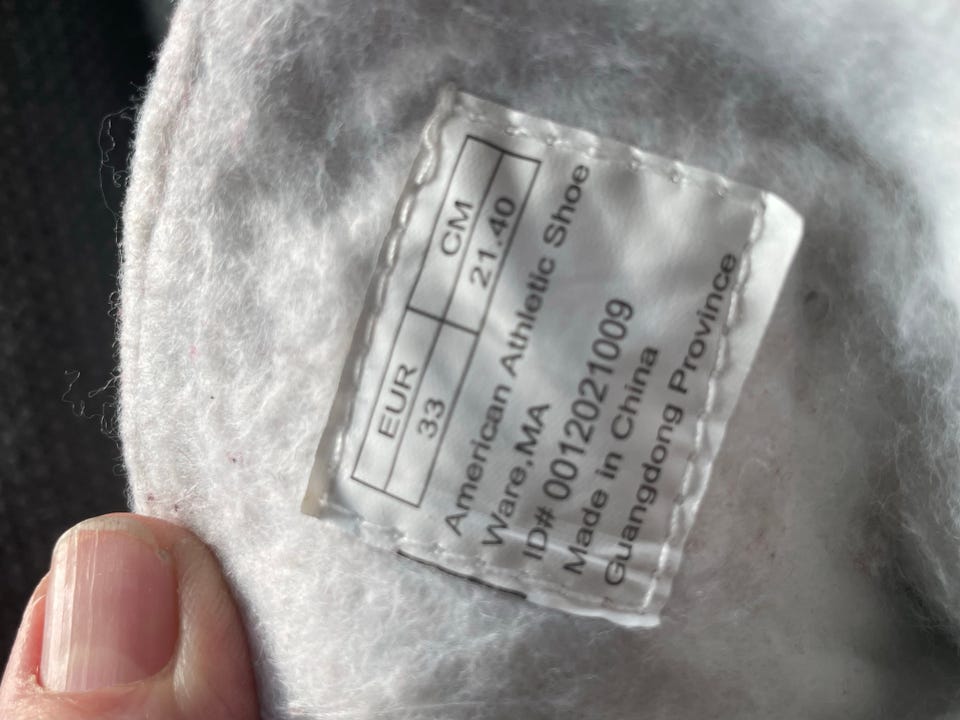 EUR CM
33 21.40
American Athletic Shoe
Ware.MA
ID# 0012021009
Made in China
Guangdong Province